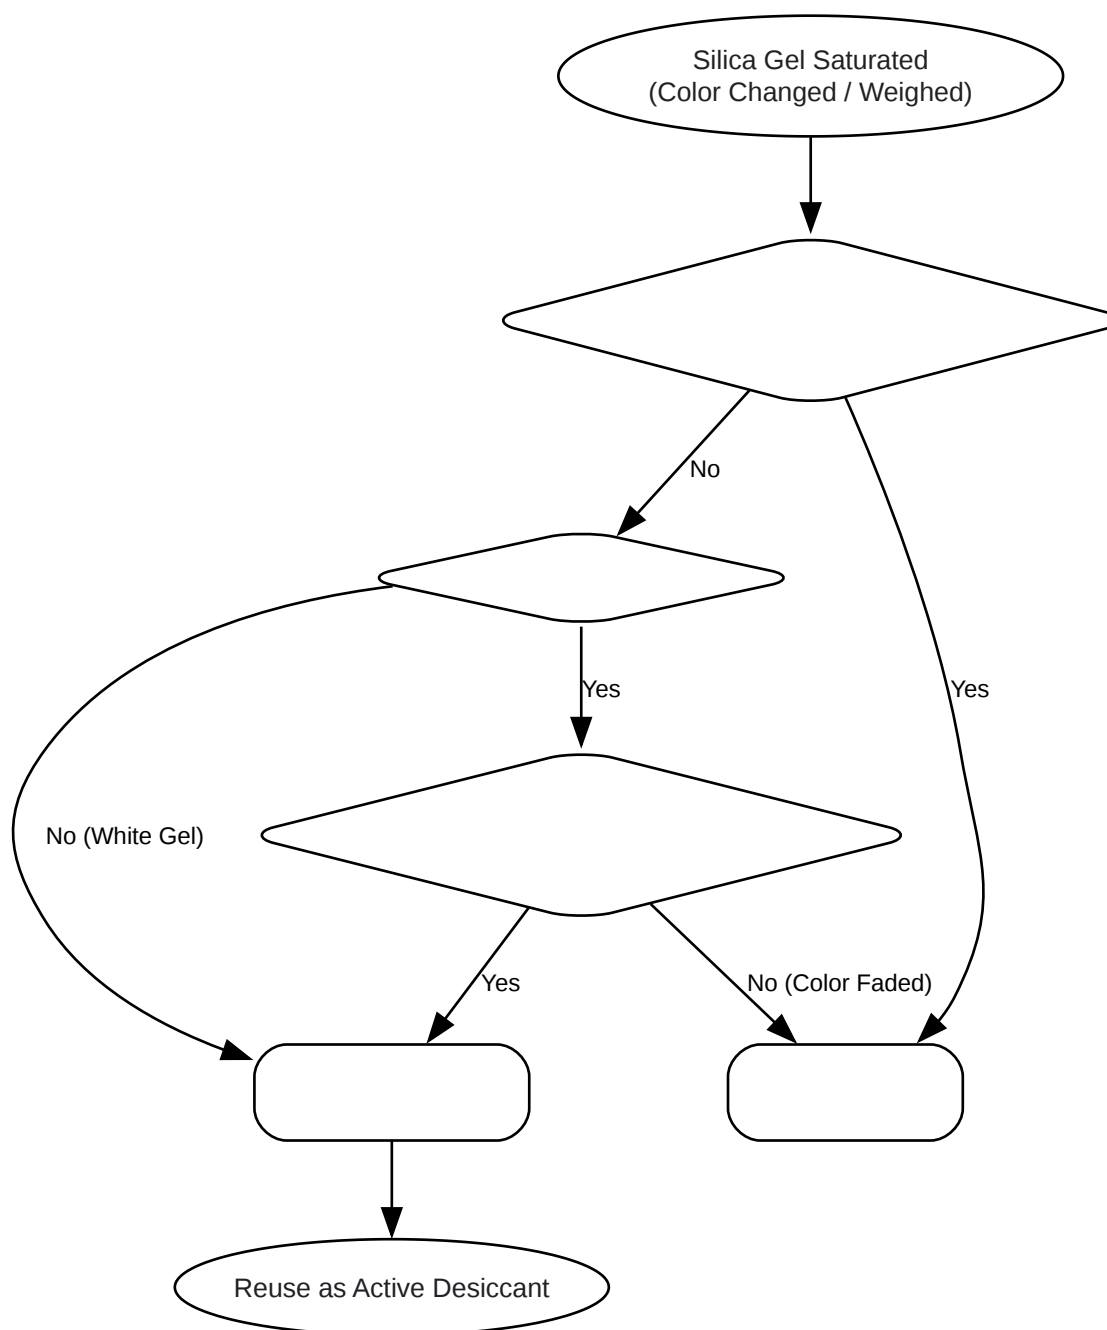 Silica Gel Saturated
(Color Changed / Weighed)
No
Yes
Yes
No (White Gel)
Yes
No (Color Faded)
Reuse as Active Desiccant